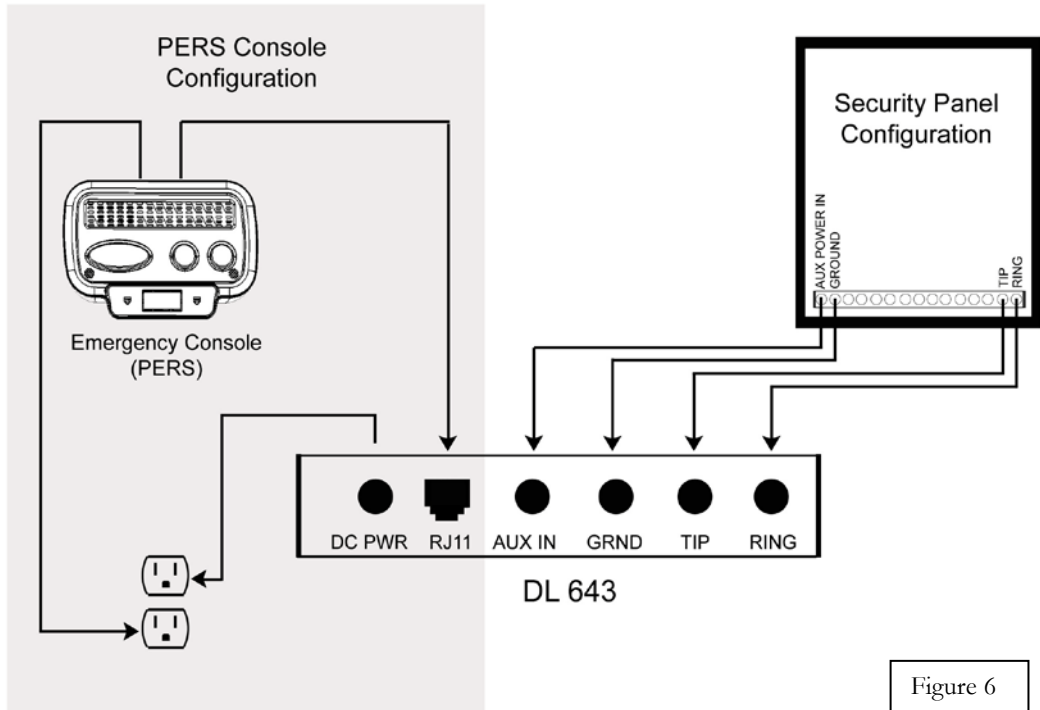 PERS Console
Configuration
Security Panel
Configuration
AUX POWER IN
GROUND
TIP
RING
Emergency Console
(PERS)
DC PWR RJ11 AUX IN GRND TIP RING
DL 643
Figure 6